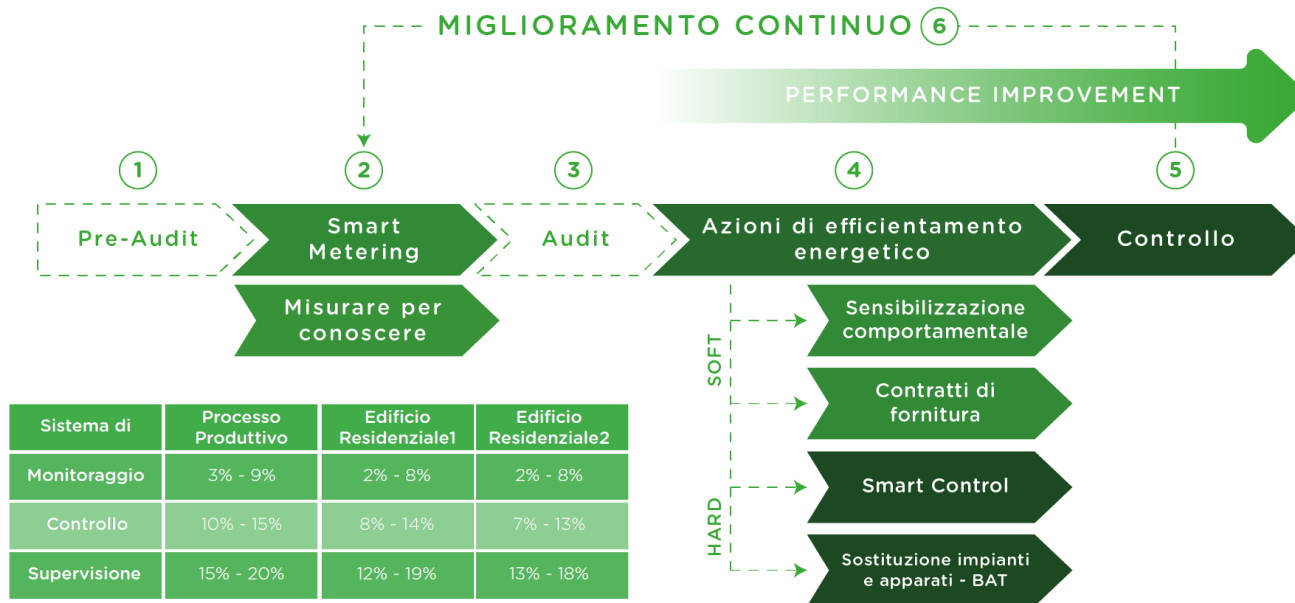 MIGLIORAMENTO CONTINUO 6
PERFORMANCE IMPROVEMENT
1
2
3
4
5
Pre-Audit
Smart
Metering
Audit
Azioni di efficientamento
energetico
Controllo
Misurare per
conoscere
SOFT
Sensibilizzazione
comportamentale
Contratti di
fornitura
HARD
Smart Control
Sostituzione impianti
e apparati - BAT
Sistema di
Processo
Produttivo
Edificio
Residenziale1
Edificio
Residenziale2
Monitoraggio 3% - 9% 2% - 8% 2% - 8%
Controllo 10% - 15% 8% - 14% 7% - 13%
Supervisione 15% - 20% 12% - 19% 13% - 18%